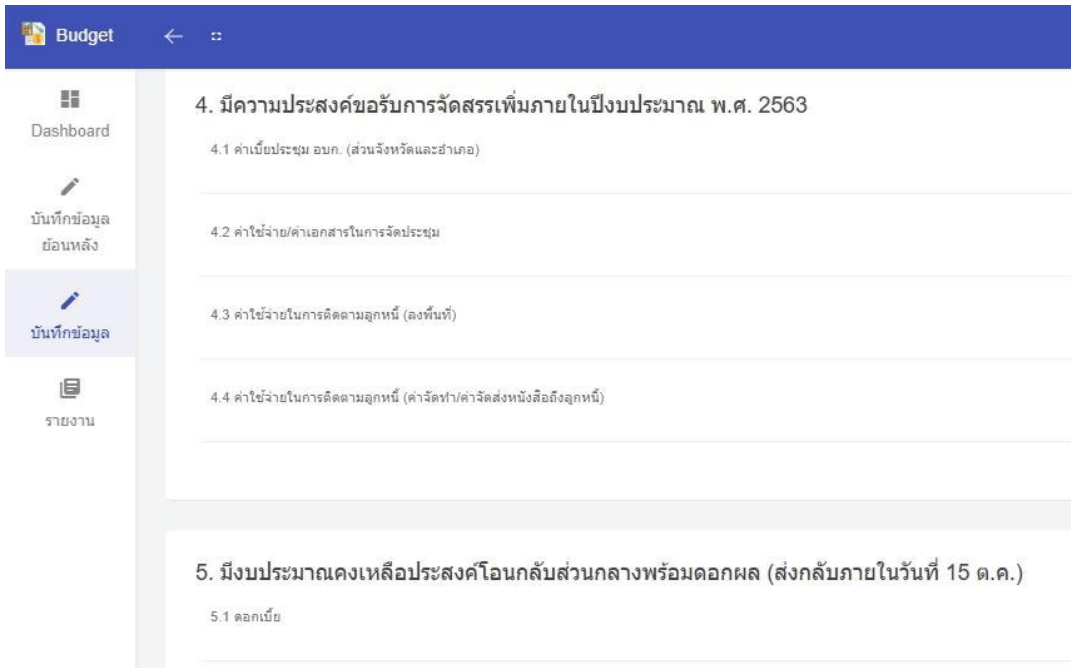 Budget
Dashboard
บันทึกข้อมูล
ย้อนหลัง
บันทึกข้อมูล
รายงาน
4. มีความประสงค์ขอรับการจัดสรรเพิ่มภายในปีงบประมาณ พ.ศ. 2563
4.1 ค่าเบี้ยประชุม อบก. (ส่วนจังหวัดและอำเภอ)
4.2 ค่าใช้จ่าย/ค่าเอกสารในการจัดประชุม
4.3 ค่าใช้จ่ายในการติดตามลูกหนี้ (ลงพื้นที่)
4.4 ค่าใช้จ่ายในการติดตามลูกหนี้ (ค่าจัดทำ/ค่าจัดส่งหนังสือถึงลูกหนี้)
5. มีงบประมาณคงเหลือประสงค์โอนกลับส่วนกลางพร้อมดอกผล (ส่งกลับภายในวันที่ 15 ต.ค.)
5.1 ดอกเบี้ย